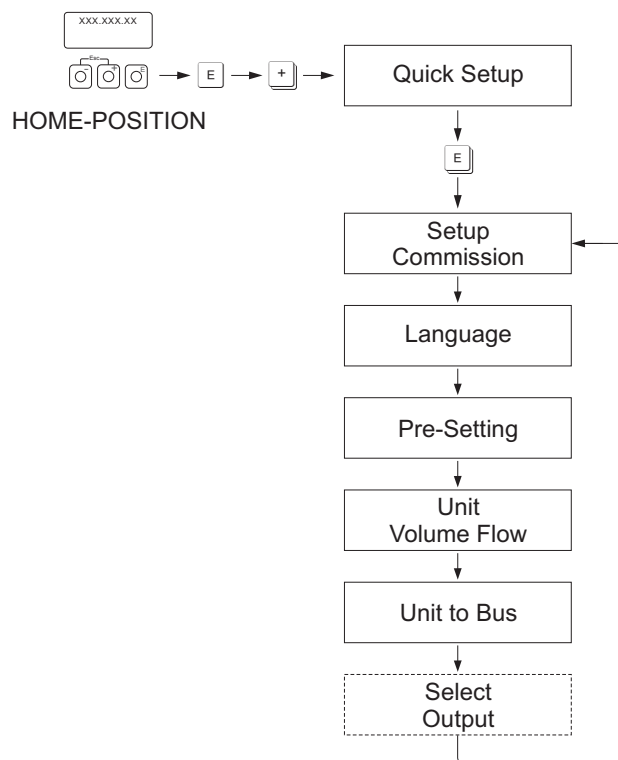 XXX.XXX.XX
Esc
- + E
E
+
HOME-POSITION
Quick Setup
E
Setup
Commission
Language
Pre-Setting
Unit
Volume Flow
Unit to Bus
Select
Output